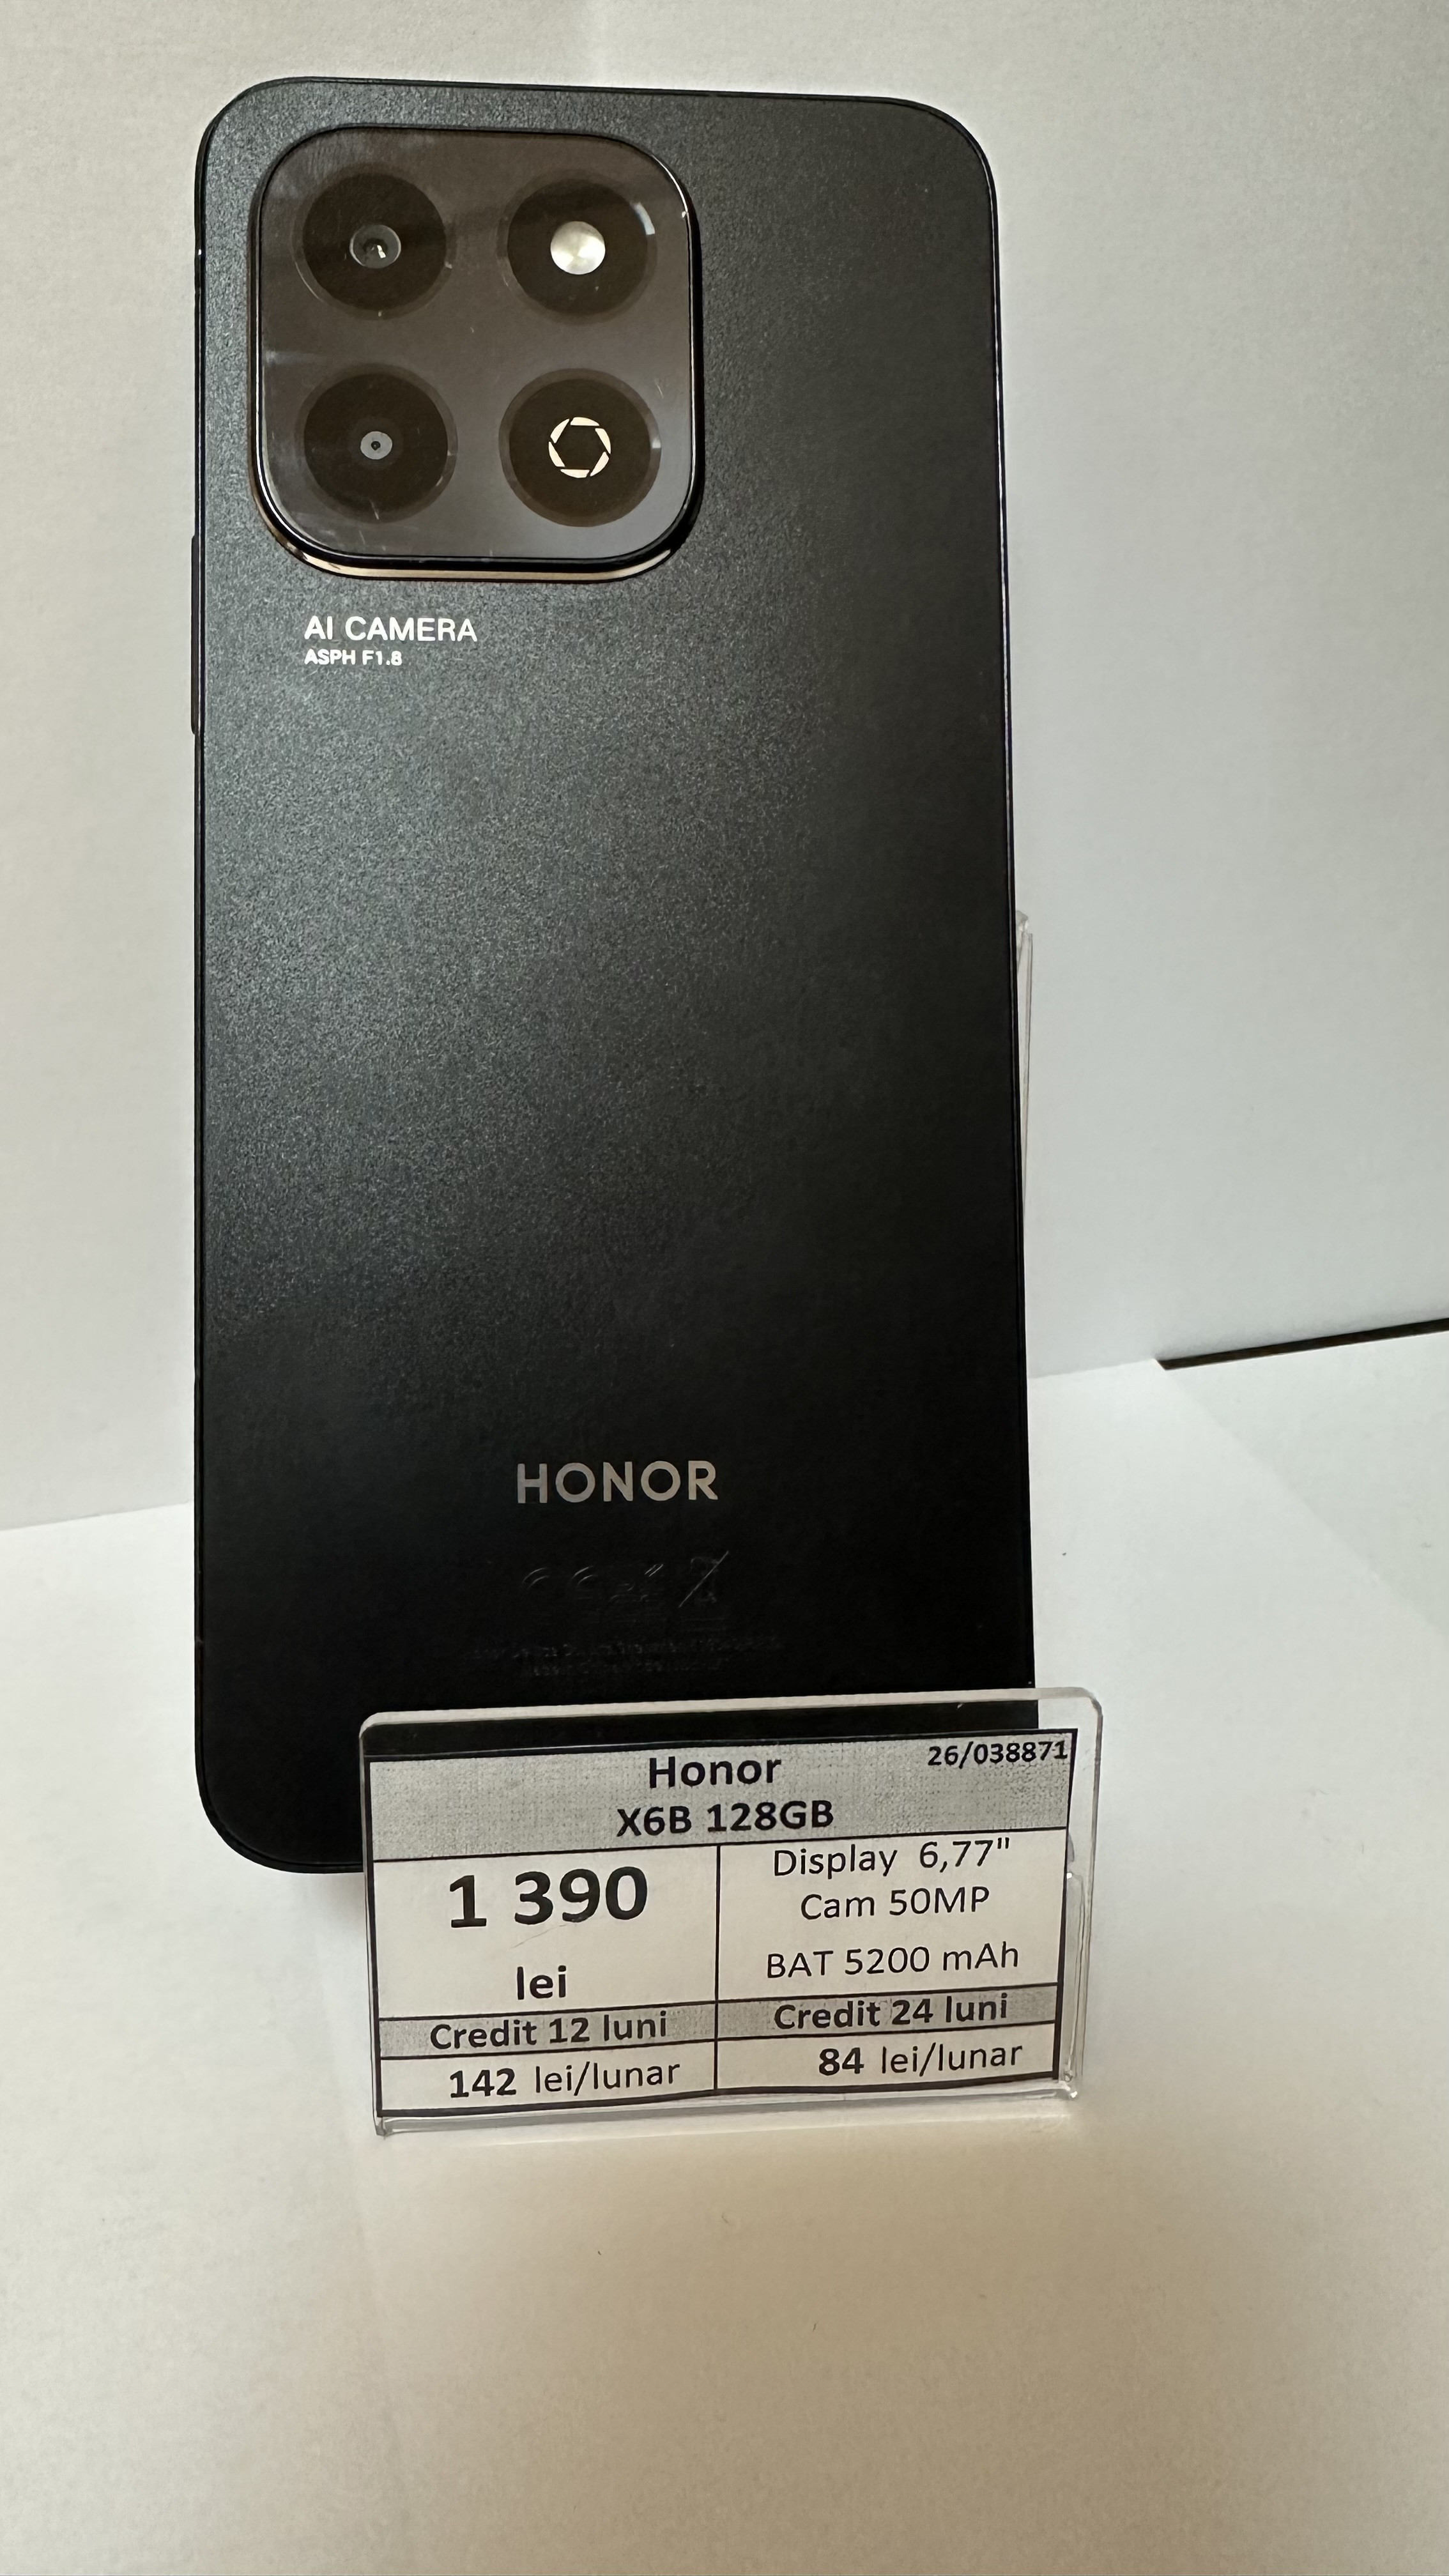 AI CAMERA
ASPH F1.8
HONOR
Honor
26/038871
X6B 128GB
1 390
lei
Display 6,77"
Cam 50MP
BAT 5200 mAh
Credit 12 luni
Credit 24 luni
142 lei/lunar
84 lei/lunar